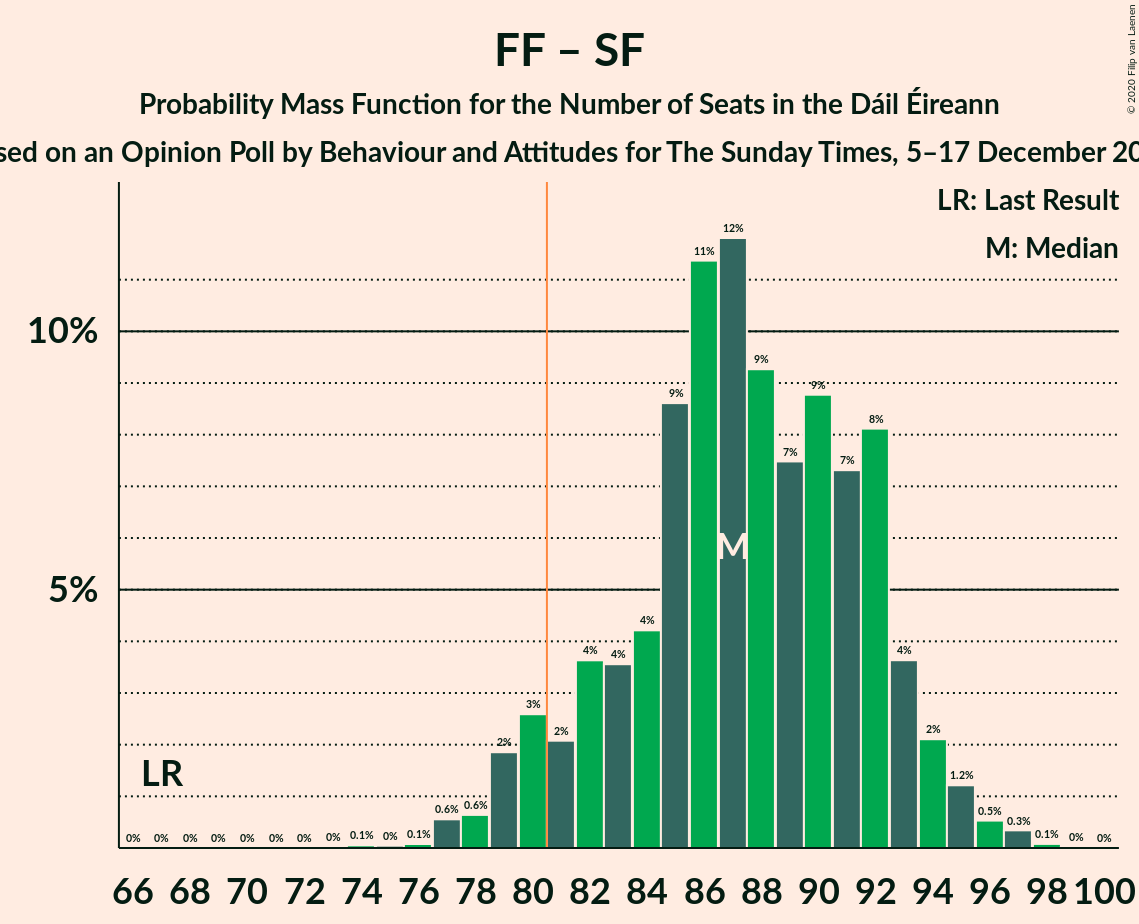 FF – SF
Probability Mass Function for the Number of Seats in the Dáil Éireann
on an Opinion Poll by Behaviour and Attitudes for The Sunday Times, 5–17 December
© 2020 Filip van Laenen
LR: Last Result
M: Median
10%
5%
0% 0% 0% 0% 0% 0% 0% 0% 0.1% 0% 0.1% 0.6% 0.6% 2% 3% 2% 4% 4% 4% 9% 11% 12% 9% 7% 9% 7% 8% 4% 2% 1.2% 0.5% 0.3% 0.1% 0% 0%
M
LR
66 68 70 72 74 76 78 80 82 84 86 88 90 92 94 96 98 100